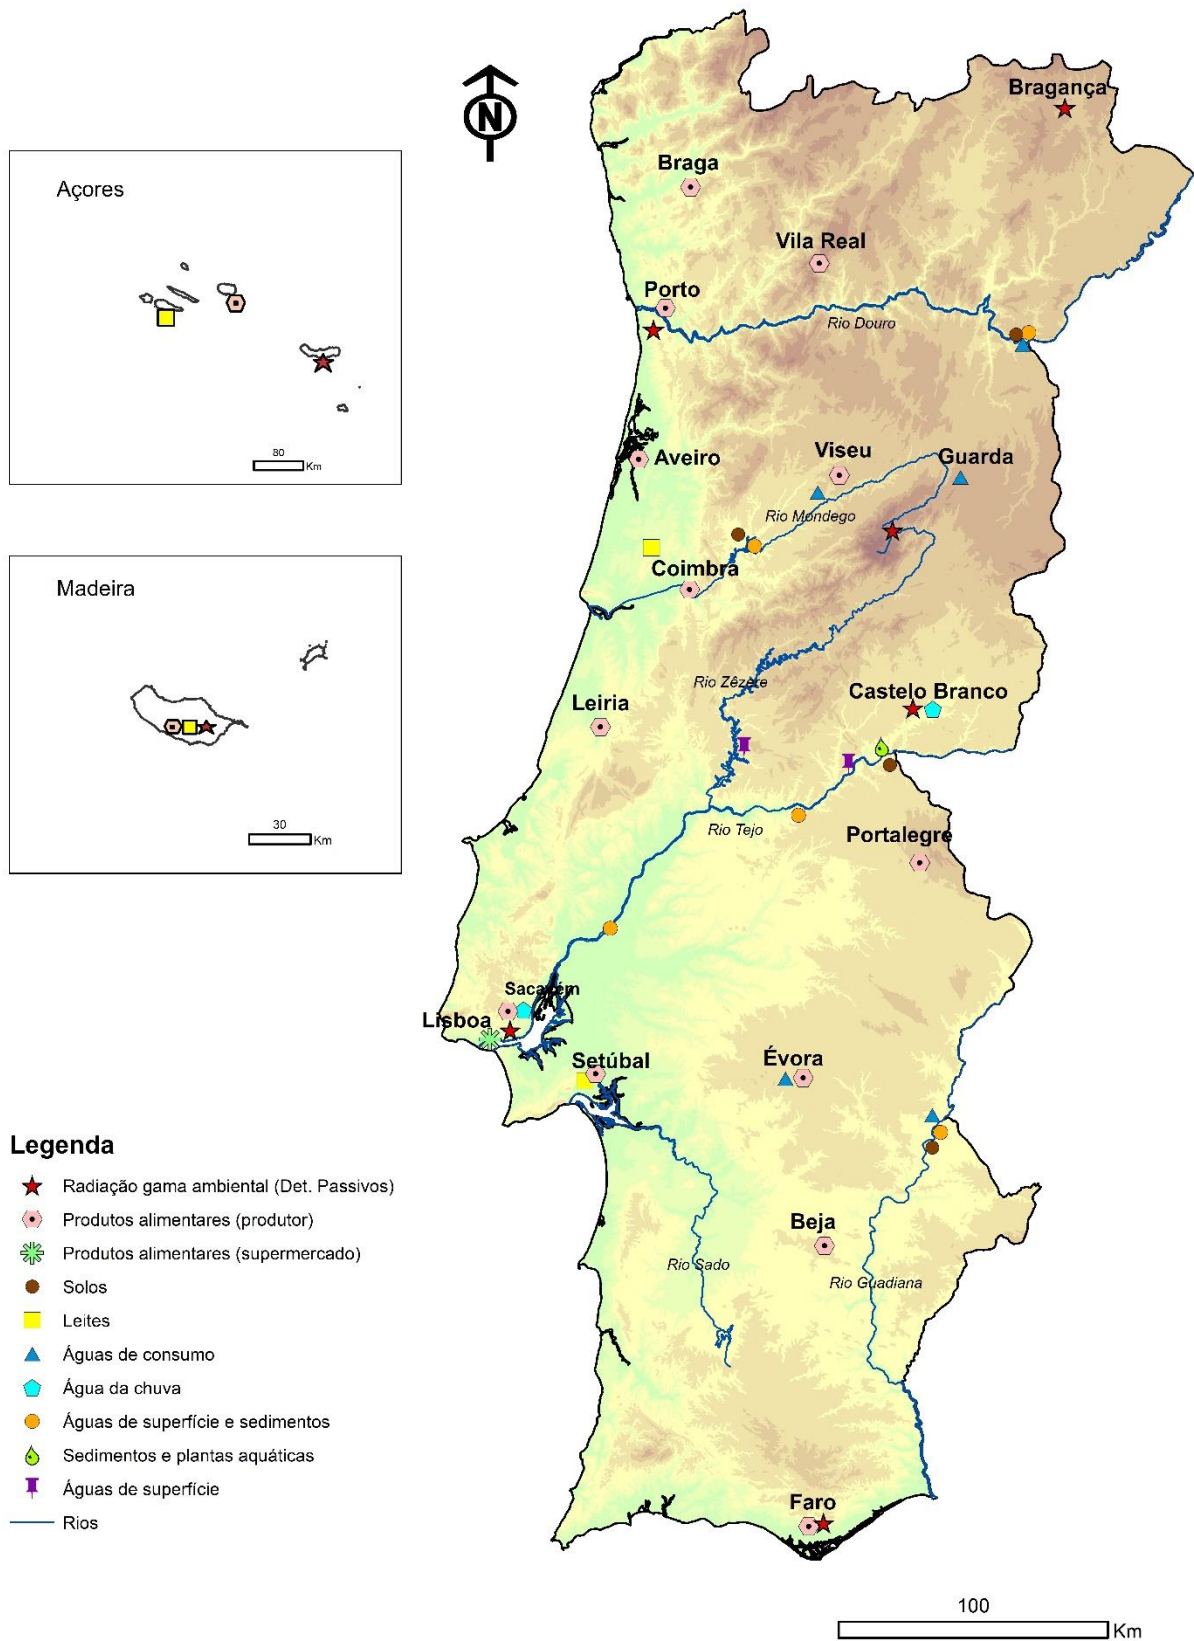 N
Bragança
Açores
Braga
Vila Real
Porto
Rio Douro
80
Km
Aveiro
Viseu
Guarda
Rio Mondego
Coimbra
Madeira
Rio Zêzere
Castelo Branco
Leiria
30
Km
Rio Tejo
Portalegre
Sacavém
Lisboa
Setúbal
Évora
Legenda
Radiação gama ambiental (Det. Passivos)
Produtos alimentares (produtor)
Produtos alimentares (supermercado)
Solos
Leites
Águas de consumo
Água da chuva
Águas de superfície e sedimentos
Sedimentos e plantas aquáticas
Águas de superfície
Rios
Beja
Rio Sado
Rio Guadiana
Faro
100
Km